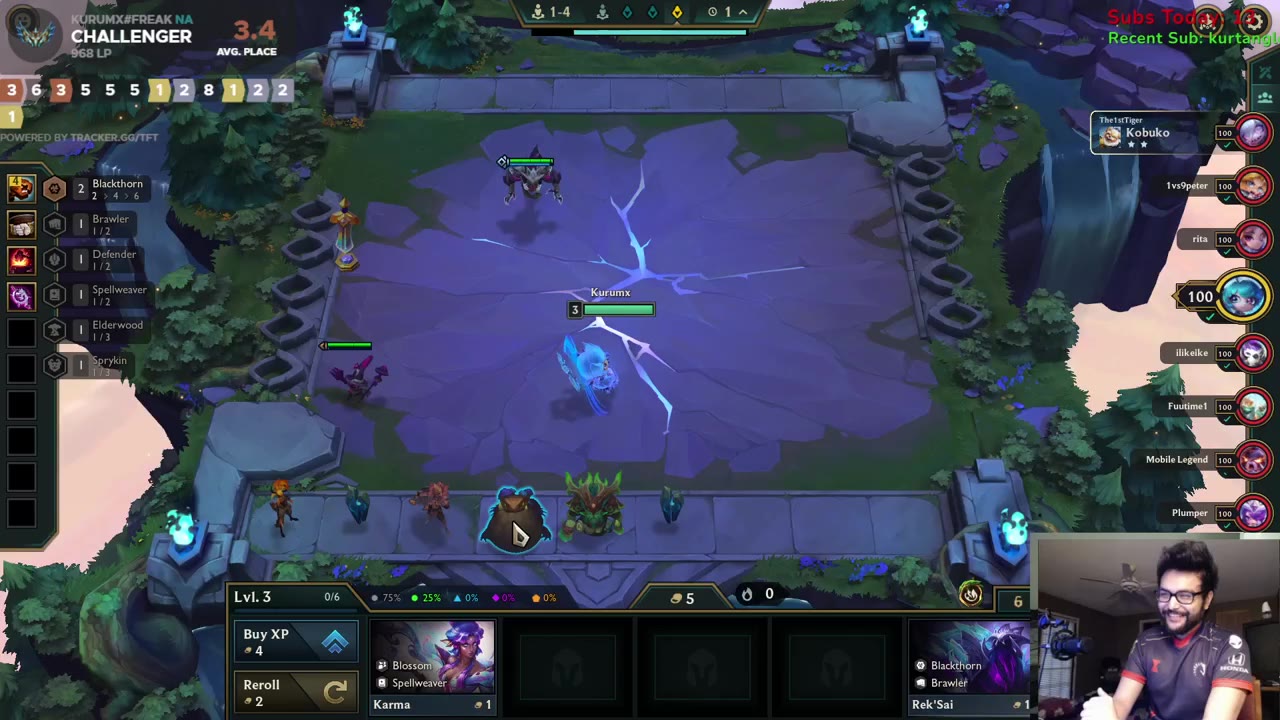 KURUMX#FREAK NA
CHALLENGER
968 LP
3.4
AVG. PLACE
3 6 3 5 5 5 1 2 8 1 2 2
1
POWERED BY TRACKER.GG/TFT
1-4
1
Subs Today: 
Recent Sub: kurtangl
The1stTiger
Kobuko
100
1vs9peter 100
rita 100
100
ilikeike 100
Fuutime1 100
Mobile Legend 100
Plumper 100
4
2 Blackthorn
2 > 4 > 6
1 Brawler
1 / 2
1 Defender
1 / 2
1 Spellweaver
1 / 2
1 Elderwood
1 / 3
1 Sprykin
1 / 3
Kurumx
3
Lvl. 3 0/6
75% 25% 0% 0% 0%
5
0
6
Buy XP
4
Reroll
2
Blossom
Spellweaver
Karma 1
Blackthorn
Brawler
Rek'Sai 1
HONDA